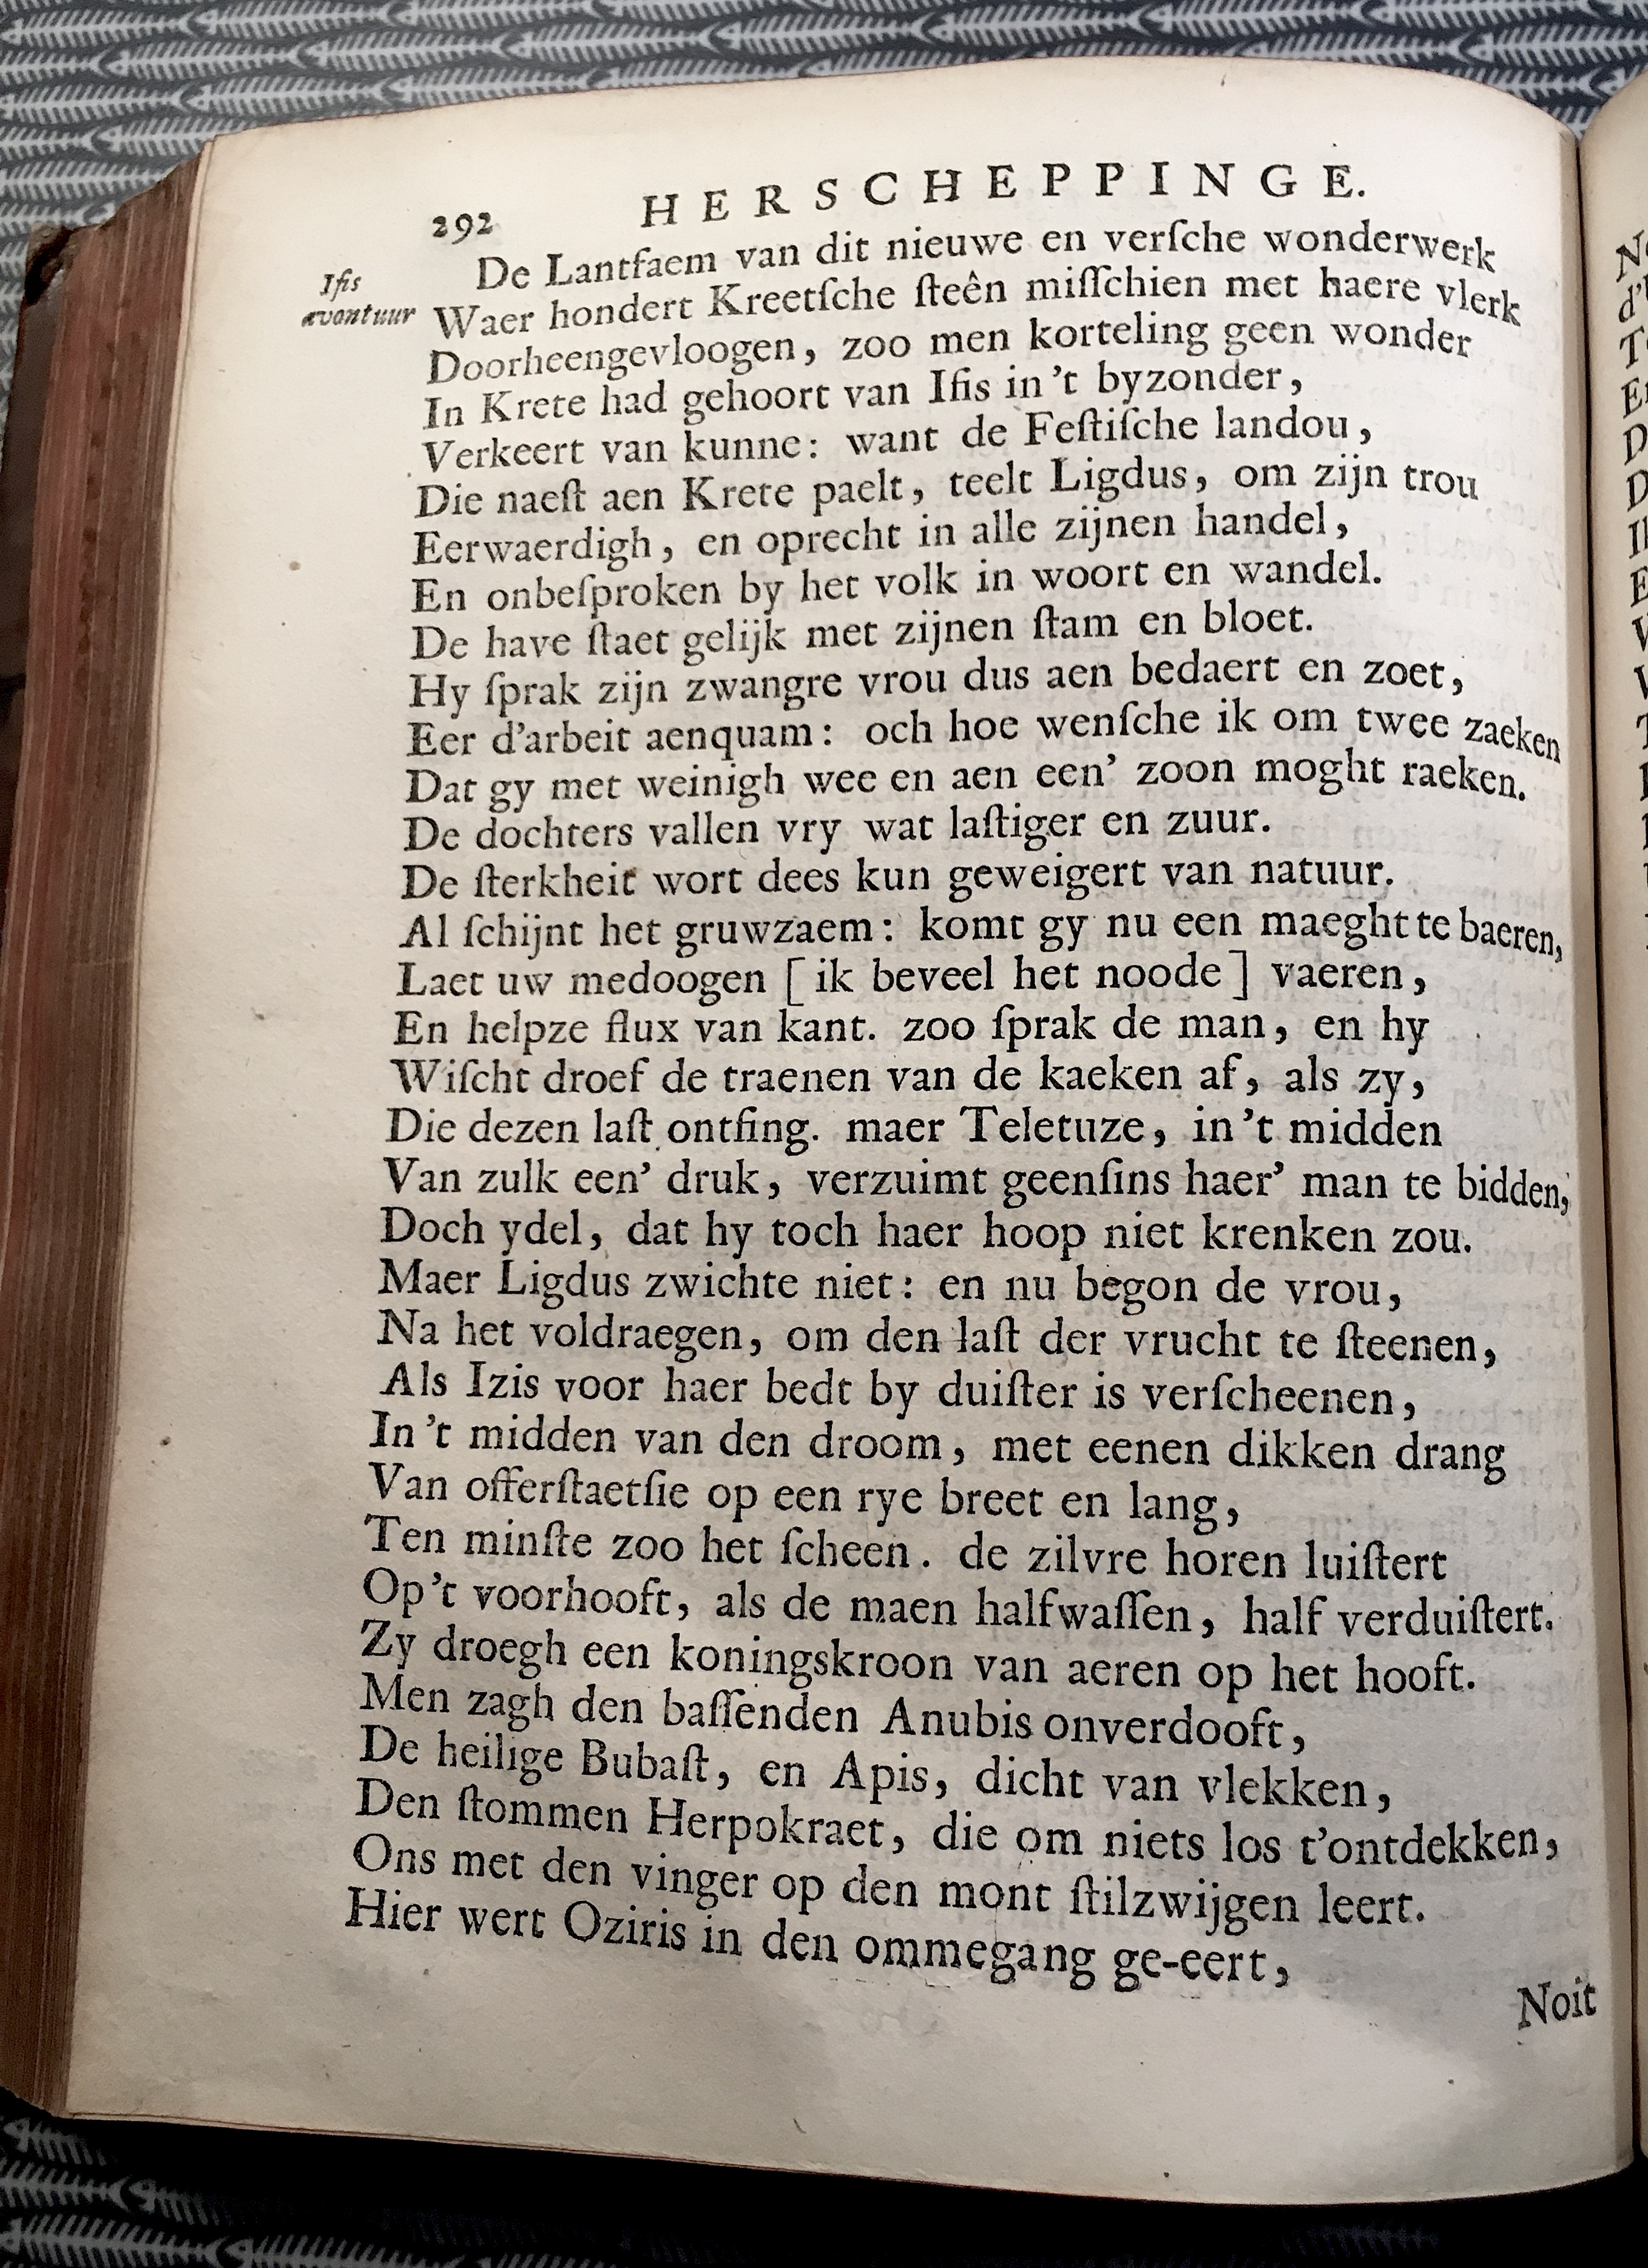 292 HERSCHEPPINGE.
Iſis
avontuur
De Lantfaem van dit nieuwe en verſche wonderwerk
Waer hondert Kreetſche ſteên miſſchien met haere vlerk
Doorheengevloogen, zoo men korteling geen wonder
In Krete had gehoort van Iſis in 't byzonder,
Verkeert van kunne: want de Feſtiſche landou,
Die naeſt aen Krete paelt, teelt Ligdus, om zijn trou
Eerwaerdigh, en oprecht in alle zijnen handel,
En onbeſproken by het volk in woort en wandel.
De have ſtaet gelijk met zijnen ſtam en bloet.
Hy ſprak zijn zwangre vrou dus aen bedaert en zoet,
Eer d'arbeit aenquam: och hoe wenſche ik om twee zaeken
Dat gy met weinigh wee en aen een' zoon moght raeken.
De dochters vallen vry wat laſtiger en zuur.
De ſterkheit wort dees kun geweigert van natuur.
Al ſchijnt het gruwzaem: komt gy nu een maeght te baeren,
Laet uw medoogen [ ik beveel het noode ] vaeren,
En helpze flux van kant. zoo ſprak de man, en hy
Wiſcht droef de traenen van de kaeken af, als zy,
Die dezen laſt ontfing. maer Teletuze, in 't midden
Van zulk een' druk, verzuimt geenſins haer' man te bidden,
Doch ydel, dat hy toch haer hoop niet krenken zou.
Maer Ligdus zwichte niet: en nu begon de vrou,
Na het voldraegen, om den laſt der vrucht te ſteenen,
Als Izis voor haer bedt by duiſter is verſcheenen,
In 't midden van den droom, met eenen dikken drang
Van offerſtaetſie op een rye breet en lang,
Ten minſte zoo het ſcheen. de zilvre horen luiſtert
Op 't voorhooft, als de maen halfwaſſen, half verduiſtert.
Zy droegh een koningskroon van aeren op het hooft.
Men zagh den baſſenden Anubis onverdooft,
De heilige Bubaſt, en Apis, dicht van vlekken,
Den ſtommen Herpokraet, die om niets los t'ontdekken,
Ons met den vinger op den mont ſtilzwijgen leert.
Hier wert Oziris in den ommegang ge-eert,
Noit